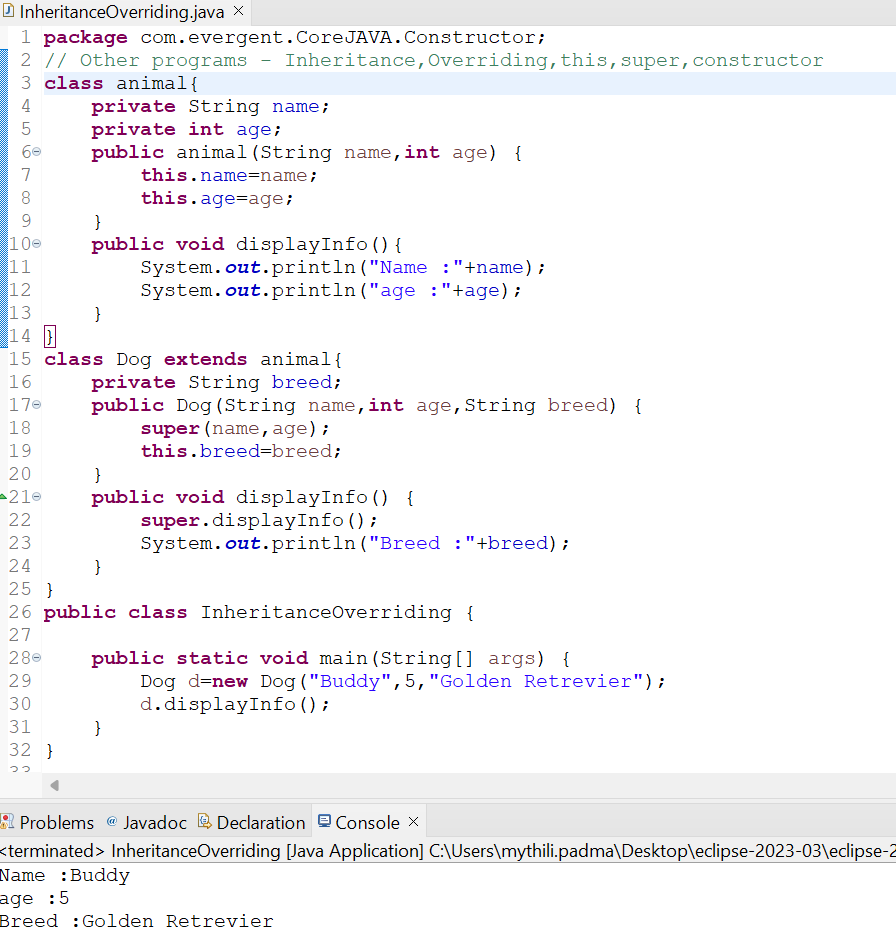 InheritanceOverriding.java
1 package com.evergent.CoreJAVA.Constructor;
2 // Other programs - Inheritance,Overriding,this,super,constructor
3 class animal{
4     private String name;
5     private int age;
6     public animal(String name,int age) {
7         this.name=name;
8         this.age=age;
9     }
10     public void displayInfo(){
11         System.out.println("Name :"+name);
12         System.out.println("age :"+age);
13     }
14 }
15 class Dog extends animal{
16     private String breed;
17     public Dog(String name,int age,String breed) {
18         super(name,age);
19         this.breed=breed;
20     }
21     public void displayInfo() {
22         super.displayInfo();
23         System.out.println("Breed :"+breed);
24     }
25 }
26 public class InheritanceOverriding {
27
28     public static void main(String[] args) {
29         Dog d=new Dog("Buddy",5,"Golden Retrevier");
30         d.displayInfo();
31     }
32 }
33
Problems @ Javadoc Declaration Console
<terminated> InheritanceOverriding [Java Application] C:\Users\mythili.padma\Desktop\eclipse-2023-03\eclipse-2
Name :Buddy
age :5
Breed :Golden Retrevier